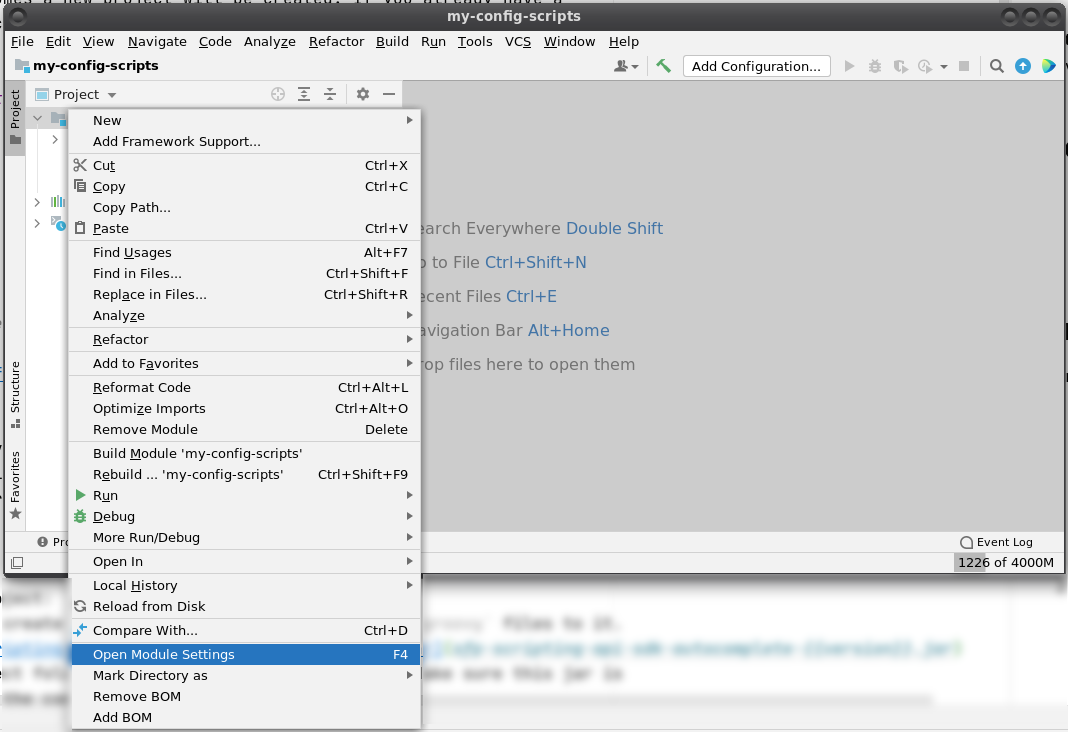 my-config-scripts
File Edit View Navigate Code Analyze Refactor Build Run Tools VCS Window Help
my-config-scripts
Add Configuration...
Project
Project
New
Add Framework Support...
Cut Ctrl+X
Copy Ctrl+C
Copy Path...
Paste Ctrl+V
Find Usages Alt+F7
Find in Files... Ctrl+Shift+F
Replace in Files... Ctrl+Shift+R
Analyze
Refactor
Add to Favorites
Reformat Code Ctrl+Alt+L
Optimize Imports Ctrl+Alt+O
Remove Module Delete
Build Module 'my-config-scripts'
Rebuild ... 'my-config-scripts' Ctrl+Shift+F9
Run
Debug
More Run/Debug
Open In
Local History
Reload from Disk
Compare With... Ctrl+D
Open Module Settings F4
Mark Directory as
Remove BOM
Add BOM
earch Everywhere Double Shift
o to File Ctrl+Shift+N
ecent Files Ctrl+E
avigation Bar Alt+Home
rop files here to open them
Structure
Favorites
Pro
Event Log
1226 of 4000M
files to it.
ake sure this jar is